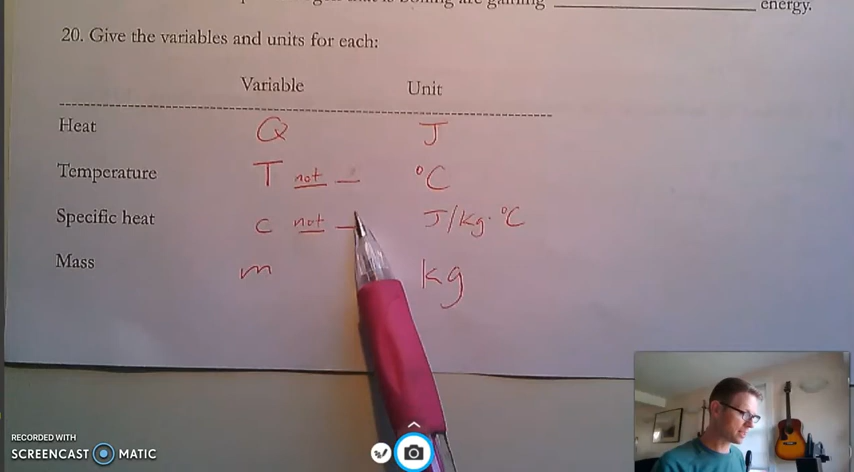 energy.
20. Give the variables and units for each:
Variable Unit
Heat Q J
Temperature T not — °C
Specific heat c not — J/kg·°C
Mass m kg
RECORDED WITH
SCREENCAST MATIC